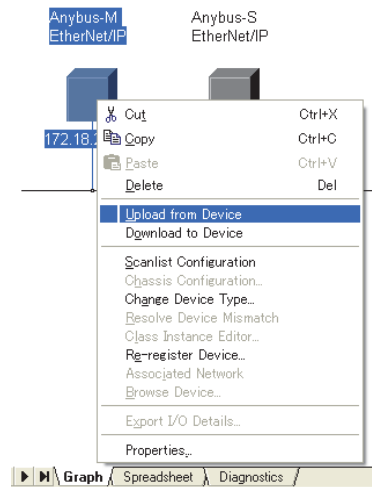 Anybus-M
EtherNet/IP
Anybus-S
EtherNet/IP
172.18.
Cut Ctrl+X
Copy Ctrl+C
Paste Ctrl+V
Delete Del
Upload from Device
Download to Device
Scanlist Configuration
Chassis Configuration...
Change Device Type...
Resolve Device Mismatch
Class Instance Editor...
Re-register Device...
Associated Network
Browse Device...
Export I/O Details...
Properties...
Graph Spreadsheet Diagnostics